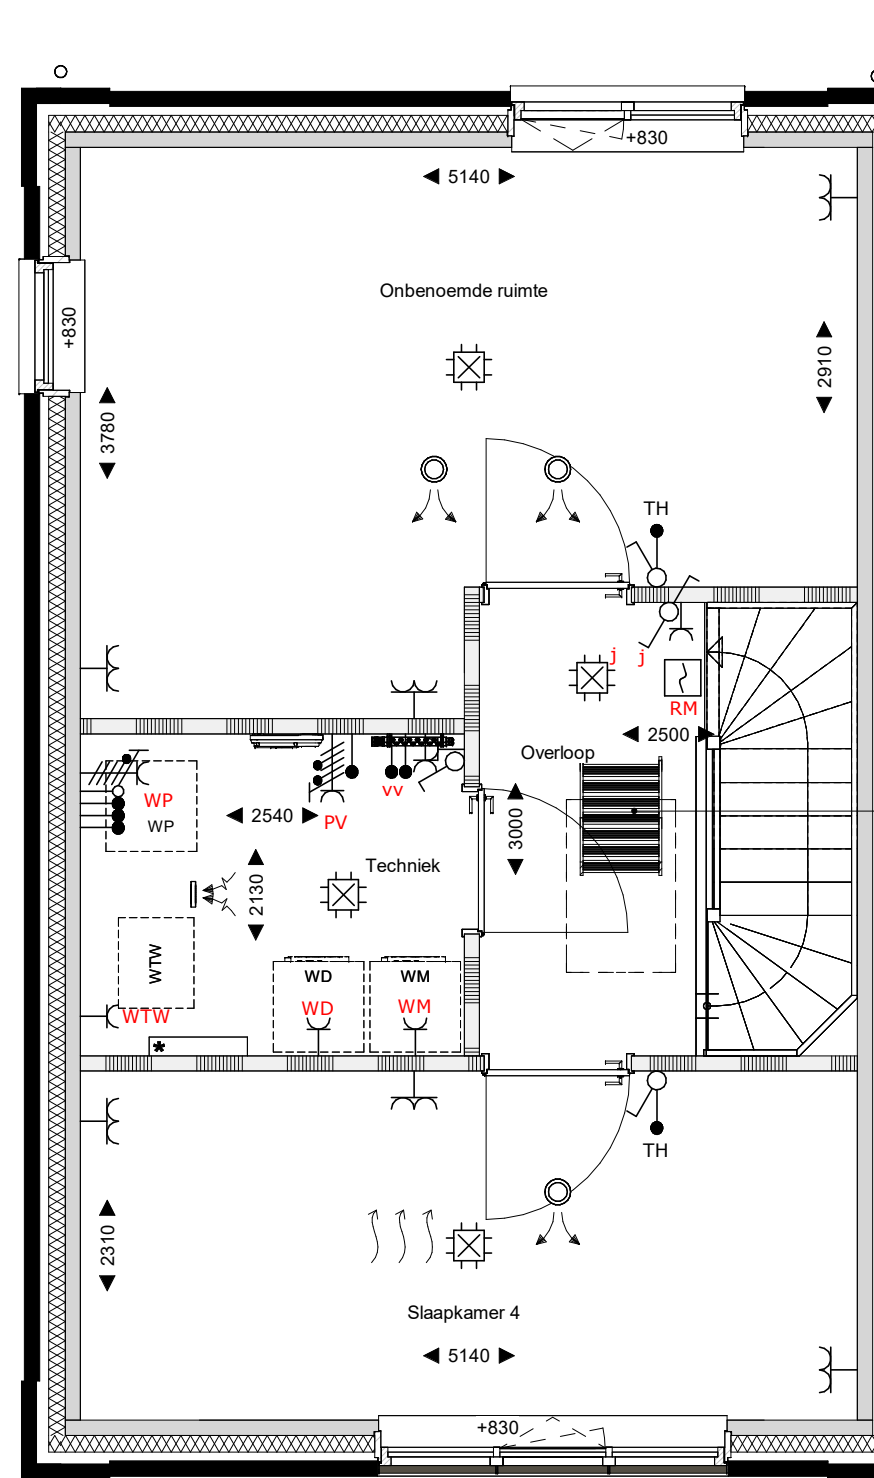 +830
5140
Onbenoemde ruimte
+830
2910
3780
TH
j j
RM
2500
Overloop
vv
WP
WP
2540
PV
3000
Techniek
2130
WTW
WD
WM
WD
WM
WTW
*
TH
2310
Slaapkamer 4
5140
+830